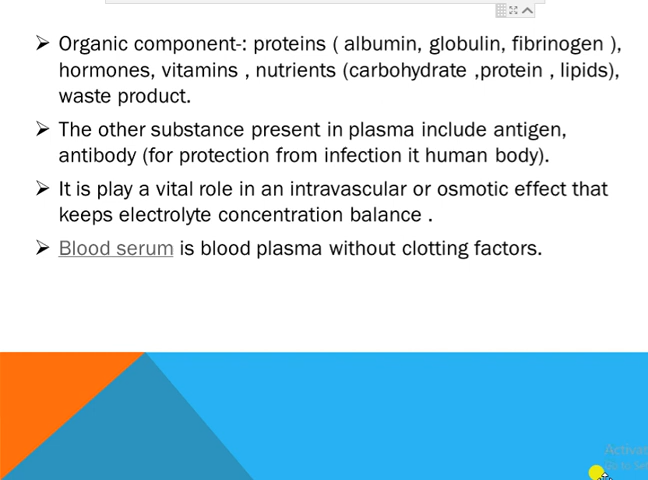 Organic component-: proteins ( albumin, globulin, fibrinogen ),
hormones, vitamins , nutrients (carbohydrate ,protein , lipids),
waste product.
The other substance present in plasma include antigen,
antibody (for protection from infection it human body).
It is play a vital role in an intravascular or osmotic effect that
keeps electrolyte concentration balance .
Blood serum is blood plasma without clotting factors.